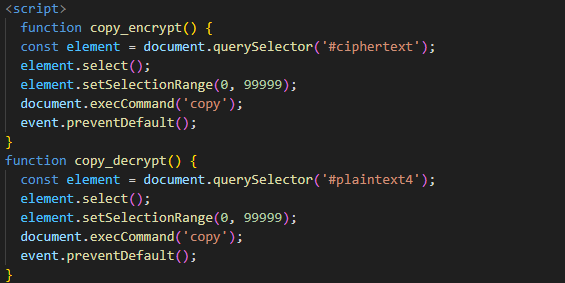 <script>
function copy_encrypt() {
const element = document.querySelector('#ciphertext');
element.select();
element.setSelectionRange(0, 99999);
document.execCommand('copy');
event.preventDefault();
}
function copy_decrypt() {
const element = document.querySelector('#plaintext4');
element.select();
element.setSelectionRange(0, 99999);
document.execCommand('copy');
event.preventDefault();
}